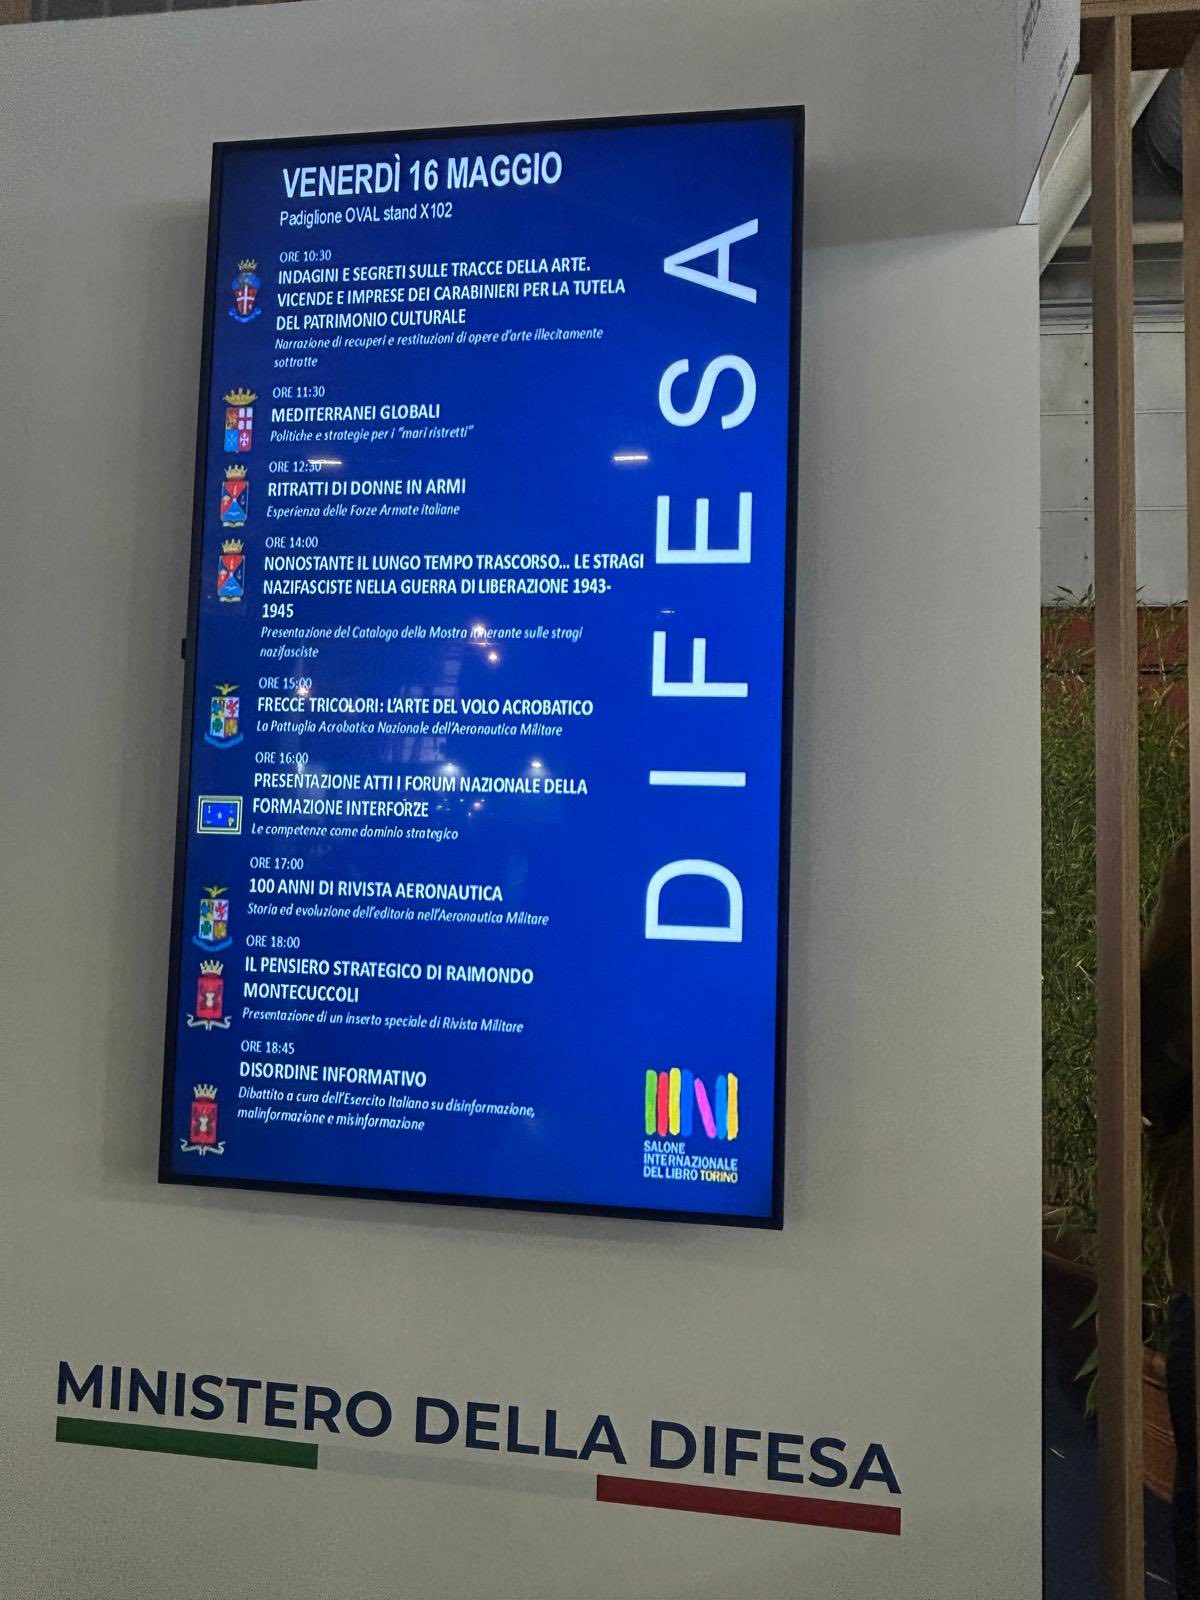 VENERDÌ 16 MAGGIO
Padiglione OVAL stand X102
ORE 10:30
INDAGINI E SEGRETI SULLE TRACCE DELLA ARTE.
VICENDE E IMPRESE DEI CARABINIERI PER LA TUTELA
DEL PATRIMONIO CULTURALE
Narrazione di recuperi e restituzioni di opere d'arte illecitamente
sottratte
ORE 11:30
MEDITERRANEI GLOBALI
Politiche e strategie per i "mari ristretti"
ORE 12:30
RITRATTI DI DONNE IN ARMI
Esperienza delle Forze Armate italiane
ORE 14:00
NONOSTANTE IL LUNGO TEMPO TRASCORSO... LE STRAGI
NAZIFASCISTE NELLA GUERRA DI LIBERAZIONE 1943-
1945
Presentazione del Catalogo della Mostra itinerante sulle stragi
nazifasciste
ORE 15:00
FRECCE TRICOLORI: L'ARTE DEL VOLO ACROBATICO
La Pattuglia Acrobatica Nazionale dell'Aeronautica Militare
ORE 16:00
PRESENTAZIONE ATTI I FORUM NAZIONALE DELLA
FORMAZIONE INTERFORZE
Le competenze come dominio strategico
ORE 17:00
100 ANNI DI RIVISTA AERONAUTICA
Storia ed evoluzione dell'editoria nell'Aeronautica Militare
ORE 18:00
IL PENSIERO STRATEGICO DI RAIMONDO
MONTECUCCOLI
Presentazione di un inserto speciale di Rivista Militare
ORE 18:45
DISORDINE INFORMATIVO
Dibattito a cura dell'Esercito Italiano su disinformazione,
malinformazione e misinformazione
DIFESA
SALONE
INTERNAZIONALE
DEL LIBRO TORINO
MINISTERO DELLA DIFESA